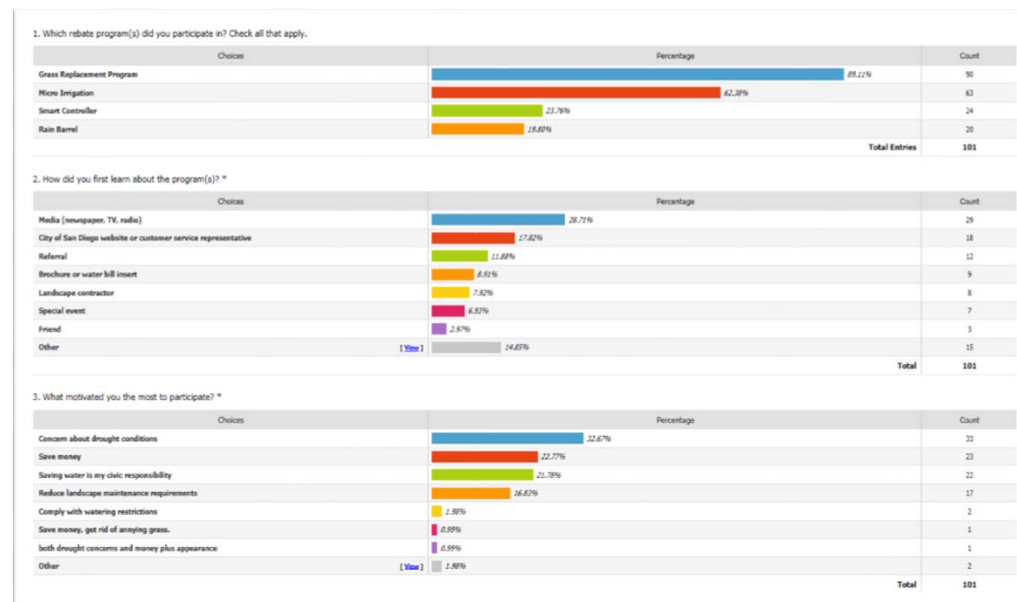 1. Which rebate program(s) did you participate in? Check all that apply.
Choices Percentage Count
Grass Replacement Program 89.11% 90
Micro Irrigation 62.38% 63
Smart Controller 23.76% 24
Rain Barrel 19.80% 20
Total Entries 101
2. How did you first learn about the program(s)? *
Choices Percentage Count
Media (newspaper, TV, radio) 28.71% 29
City of San Diego website or customer service representative 17.82% 18
Referral 11.88% 12
Brochure or water bill insert 8.91% 9
Landscape contractor 7.92% 8
Special event 6.93% 7
Friend 2.97% 3
Other [View] 14.85% 15
Total 101
3. What motivated you the most to participate? *
Choices Percentage Count
Concern about drought conditions 32.67% 33
Save money 22.77% 23
Saving water is my civic responsibility 21.78% 22
Reduce landscape maintenance requirements 16.83% 17
Comply with watering restrictions 1.98% 2
Save money, get rid of annying grass. 0.99% 1
both drought concerns and money plus appearance 0.99% 1
Other [View] 1.98% 2
Total 101